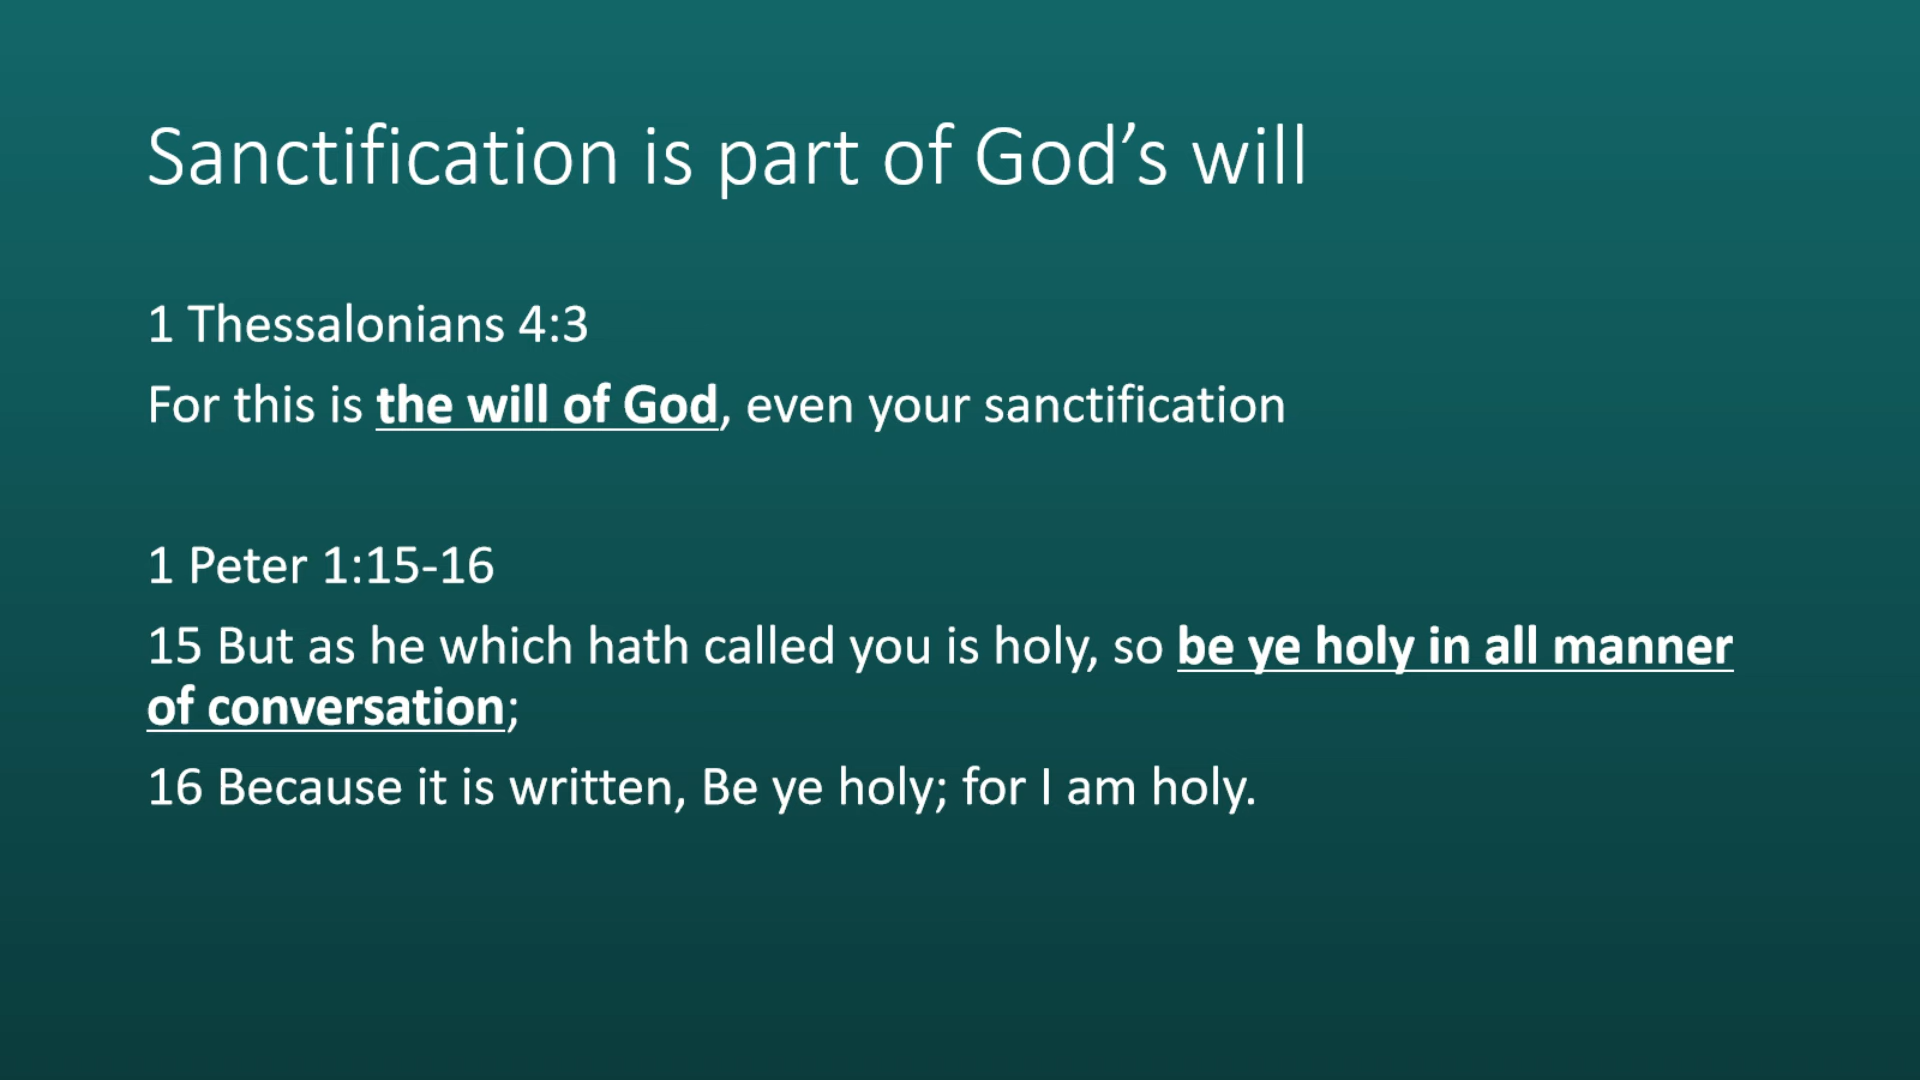 Sanctification is part of God’s will
1 Thessalonians 4:3
For this is the will of God, even your sanctification
1 Peter 1:15-16
15 But as he which hath called you is holy, so be ye holy in all manner
of conversation;
16 Because it is written, Be ye holy; for I am holy.